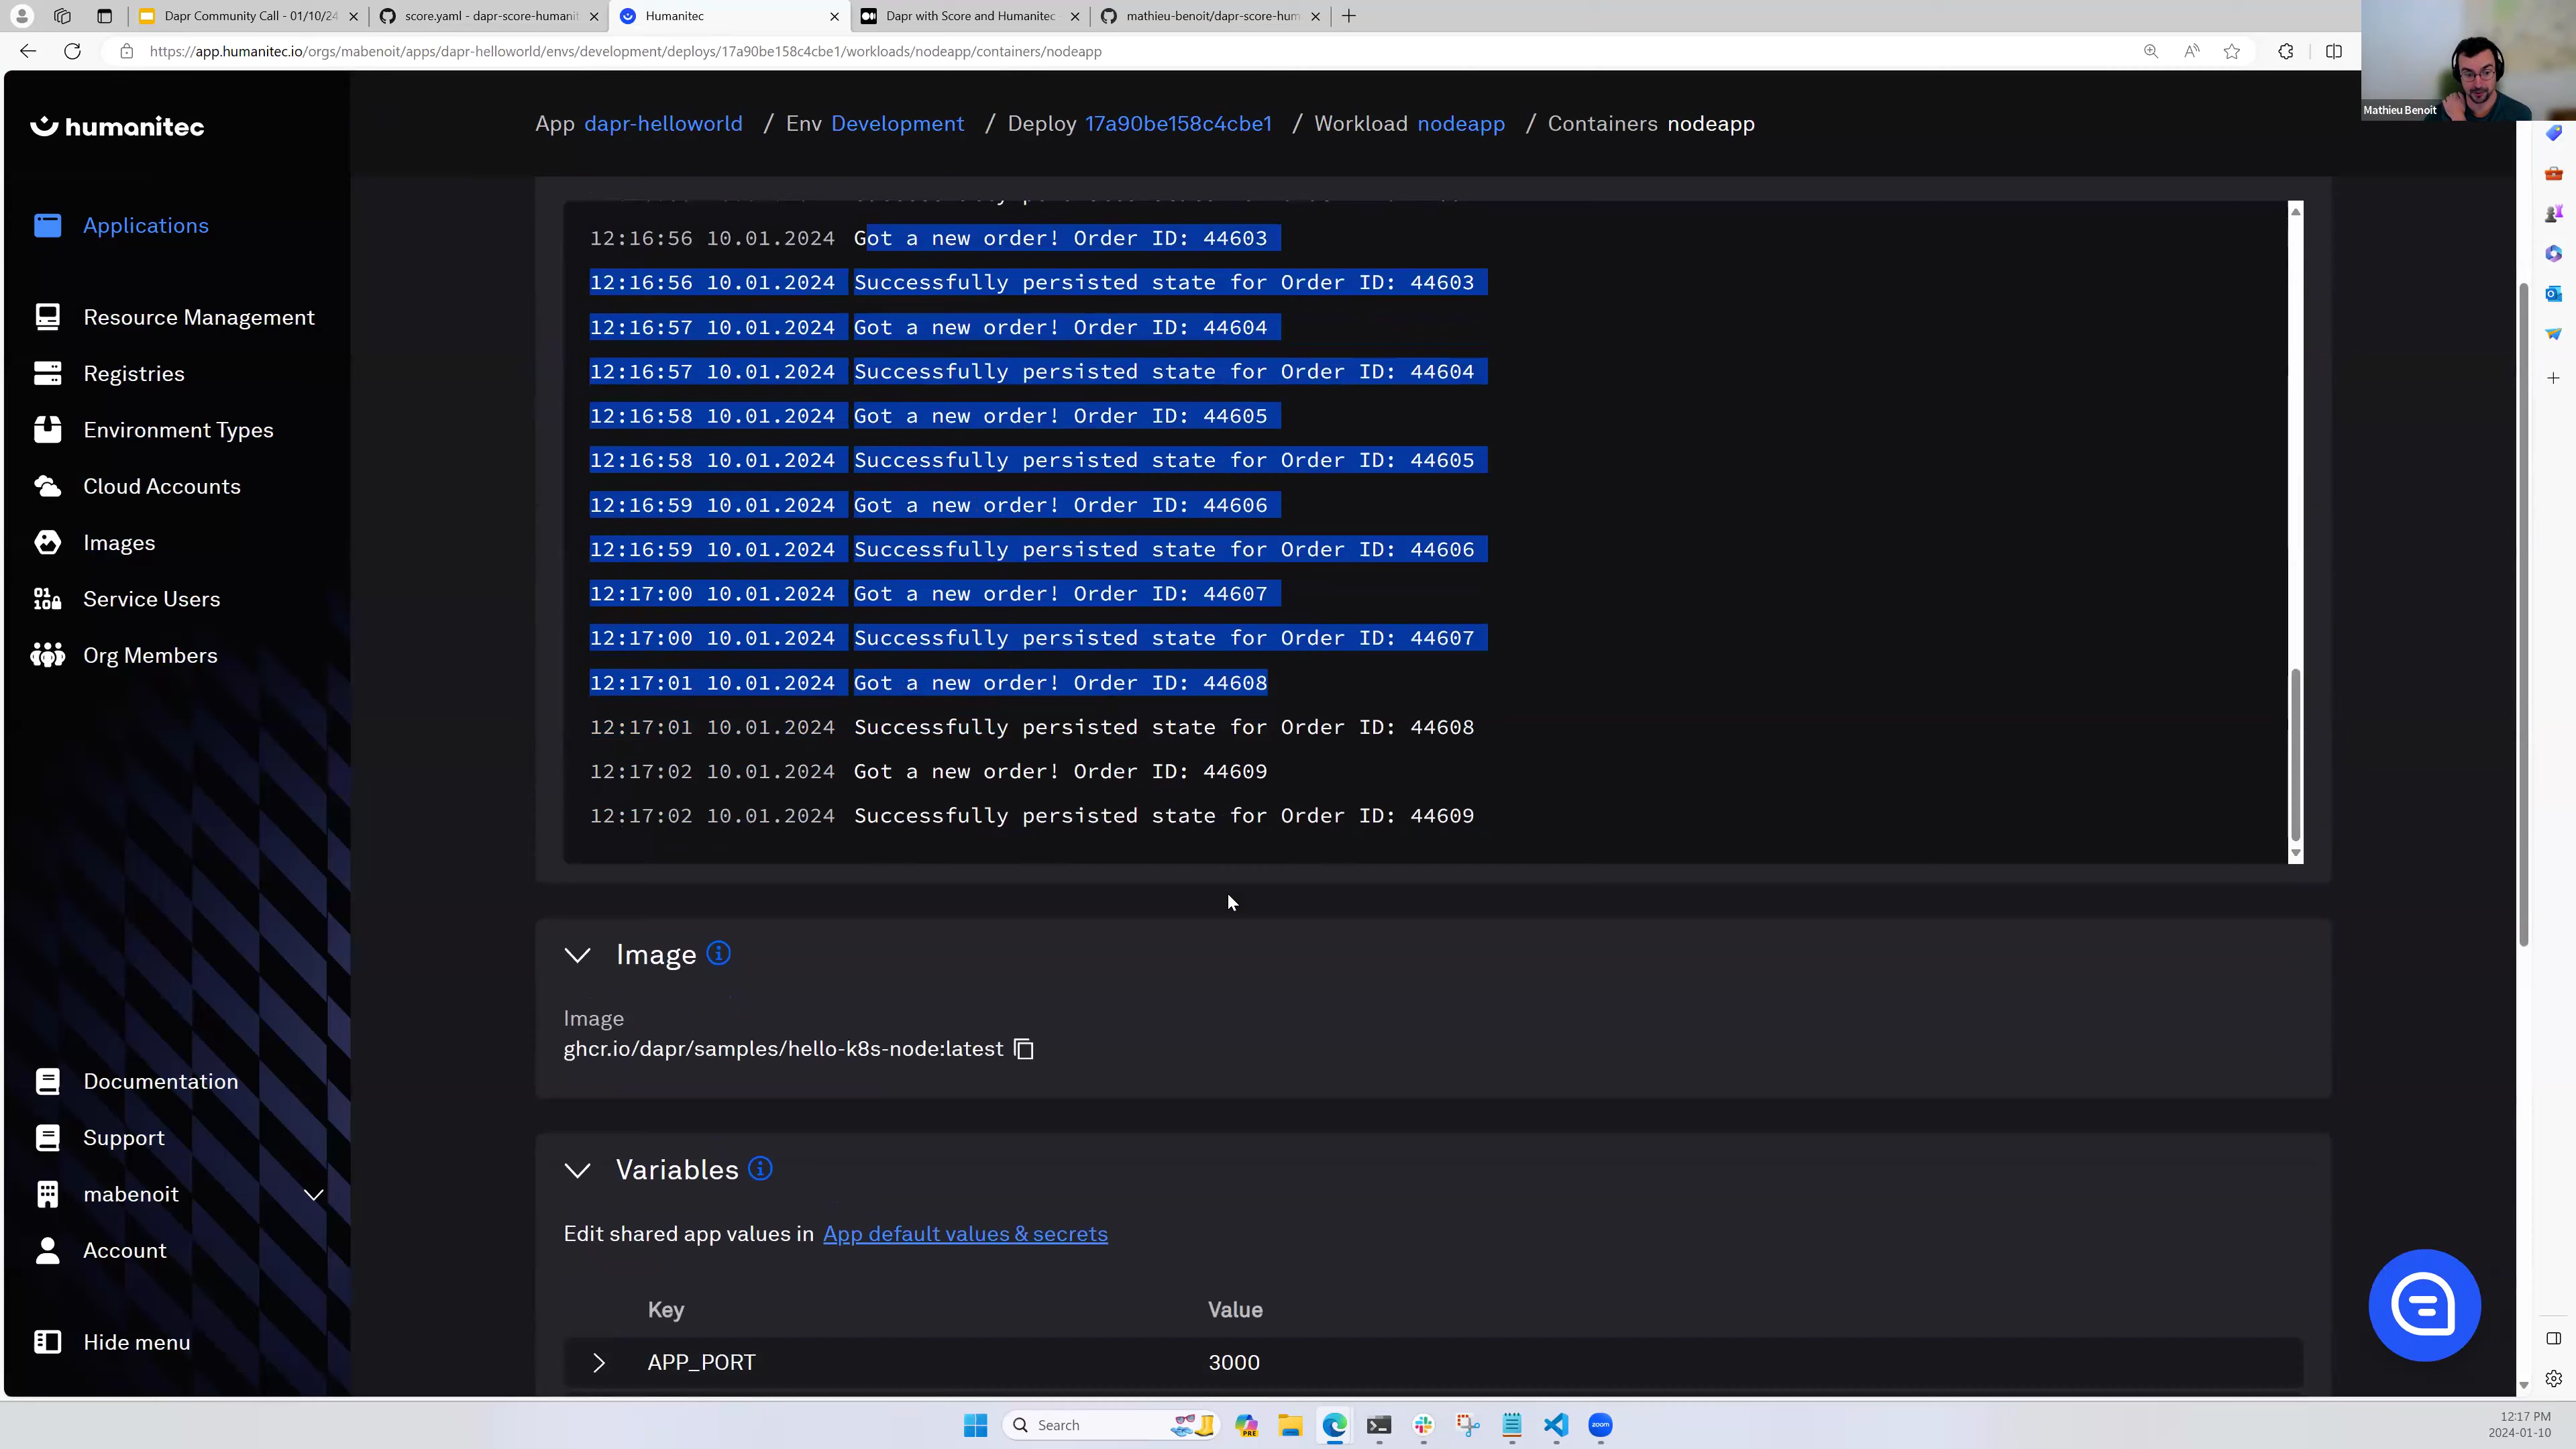 Dapr Community Call - 01/10/24
score.yaml - dapr-score-humanit
Humanitec
Dapr with Score and Humanitec
mathieu-benoit/dapr-score-hum
https://app.humanitec.io/orgs/mabenoit/apps/dapr-helloworld/envs/development/deploys/17a90be158c4cbe1/workloads/nodeapp/containers/nodeapp
Mathieu Benoit
humanitec
App dapr-helloworld / Env Development / Deploy 17a90be158c4cbe1 / Workload nodeapp / Containers nodeapp
Applications
Resource Management
Registries
Environment Types
Cloud Accounts
Images
Service Users
Org Members
Documentation
Support
mabenoit
Account
Hide menu
12:16:56 10.01.2024 Got a new order! Order ID: 44603
12:16:56 10.01.2024 Successfully persisted state for Order ID: 44603
12:16:57 10.01.2024 Got a new order! Order ID: 44604
12:16:57 10.01.2024 Successfully persisted state for Order ID: 44604
12:16:58 10.01.2024 Got a new order! Order ID: 44605
12:16:58 10.01.2024 Successfully persisted state for Order ID: 44605
12:16:59 10.01.2024 Got a new order! Order ID: 44606
12:16:59 10.01.2024 Successfully persisted state for Order ID: 44606
12:17:00 10.01.2024 Got a new order! Order ID: 44607
12:17:00 10.01.2024 Successfully persisted state for Order ID: 44607
12:17:01 10.01.2024 Got a new order! Order ID: 44608
12:17:01 10.01.2024 Successfully persisted state for Order ID: 44608
12:17:02 10.01.2024 Got a new order! Order ID: 44609
12:17:02 10.01.2024 Successfully persisted state for Order ID: 44609
Image
Image
ghcr.io/dapr/samples/hello-k8s-node:latest
Variables
Edit shared app values in App default values & secrets
Key Value
APP_PORT 3000
Search
PRE
zoom
12:17 PM
2024-01-10